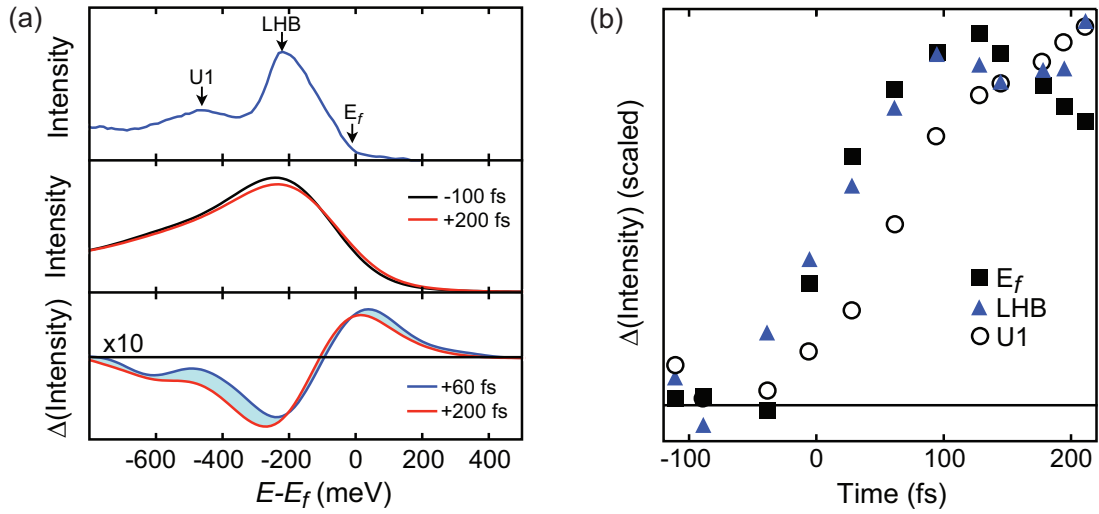 (a)
Intensity
LHB
U1
E_f
Intensity
-100 fs
+200 fs
Δ(Intensity)
x10
+60 fs
+200 fs
-600 -400 -200 0 200 400
E-E_f (meV)
(b)
Δ(Intensity) (scaled)
E_f
LHB
U1
-100 0 100 200
Time (fs)